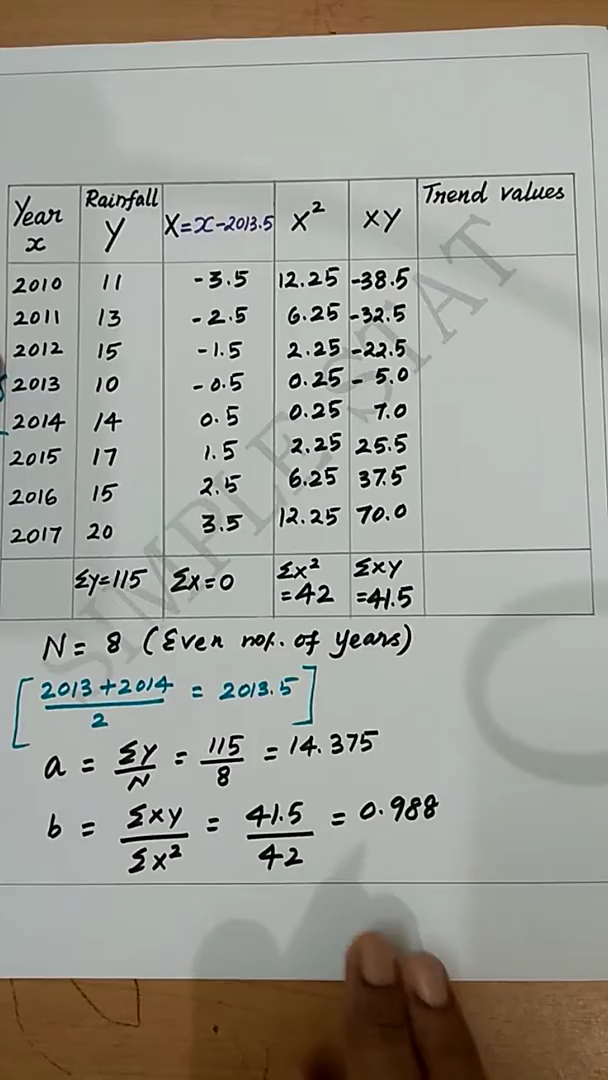 Year x Rainfall Y X=x-2013.5 X² XY Trend values
2010 11 -3.5 12.25 -38.5
2011 13 -2.5 6.25 -32.5
2012 15 -1.5 2.25 -22.5
2013 10 -0.5 0.25 -5.0
2014 14 0.5 0.25 7.0
2015 17 1.5 2.25 25.5
2016 15 2.5 6.25 37.5
2017 20 3.5 12.25 70.0
Σy=115 Σx=0 Σx²=42 Σxy=41.5
N = 8 (Even no. of years)
[2013+2014/2 = 2013.5]
a = Σy/N = 115/8 = 14.375
b = Σxy/Σx² = 41.5/42 = 0.988
SIMPLE STAT